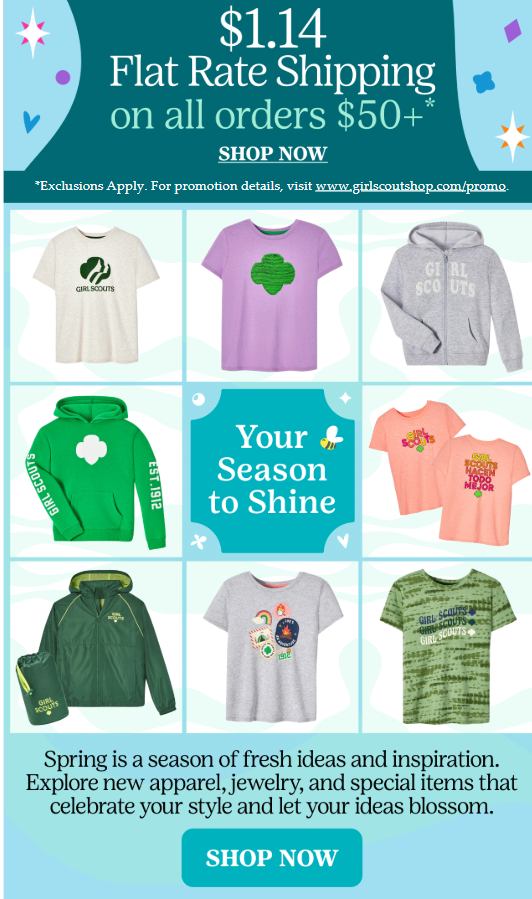 $1.14
Flat Rate Shipping
on all orders $50+*
SHOP NOW
*Exclusions Apply. For promotion details, visit www.girlscoutshop.com/promo.
GIRL SCOUTS
GIRL
SCOUTS
GIRL SCOUTS
EST. 1912
Your
Season
to Shine
GIRL
SCOUTS
GIRL
SCOUTS
HACEN
TODO
MEJOR
GIRL
SCOUTS
GIRL
SCOUTS
1912
GIRL SCOUTS
GIRL SCOUTS
GIRL SCOUTS
Spring is a season of fresh ideas and inspiration.
Explore new apparel, jewelry, and special items that
celebrate your style and let your ideas blossom.
SHOP NOW